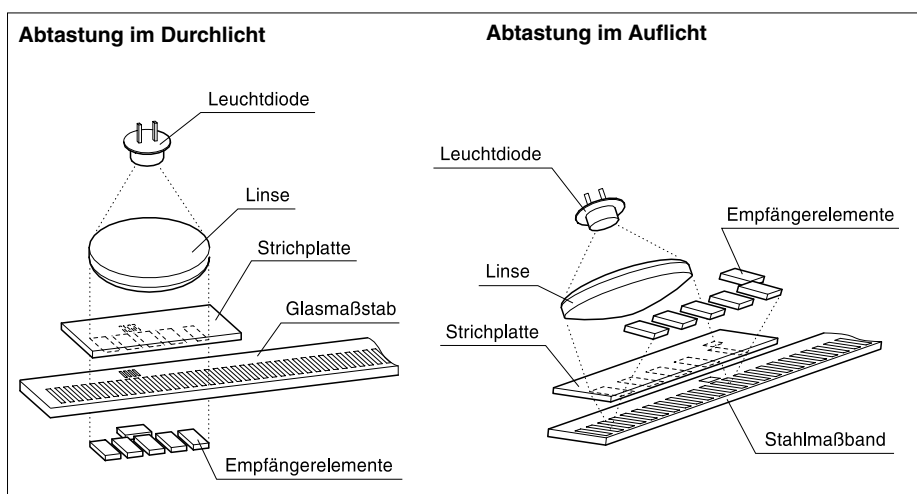 Abtastung im Durchlicht
Leuchtdiode
Linse
Strichplatte
Glasmaßstab
Empfängerelemente
Abtastung im Auflicht
Leuchtdiode
Empfängerelemente
Linse
Strichplatte
Stahlmaßband